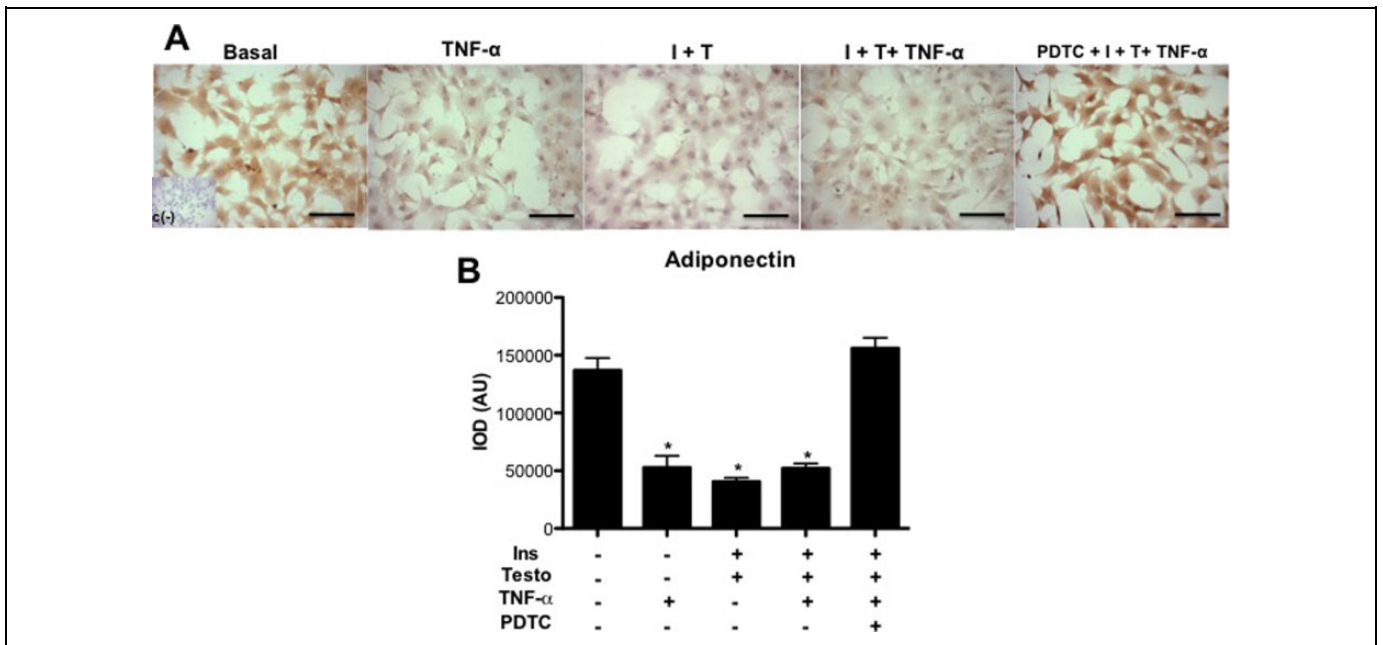 A
Basal
TNF-α
I + T
I + T+ TNF-α
PDTC + I + T+ TNF-α
c(-)
B
Adiponectin
IOD (AU)
200000
150000
100000
50000
0
* * *
Ins - - + + +
Testo - - + + +
TNF-α - + - + +
PDTC - - - - +